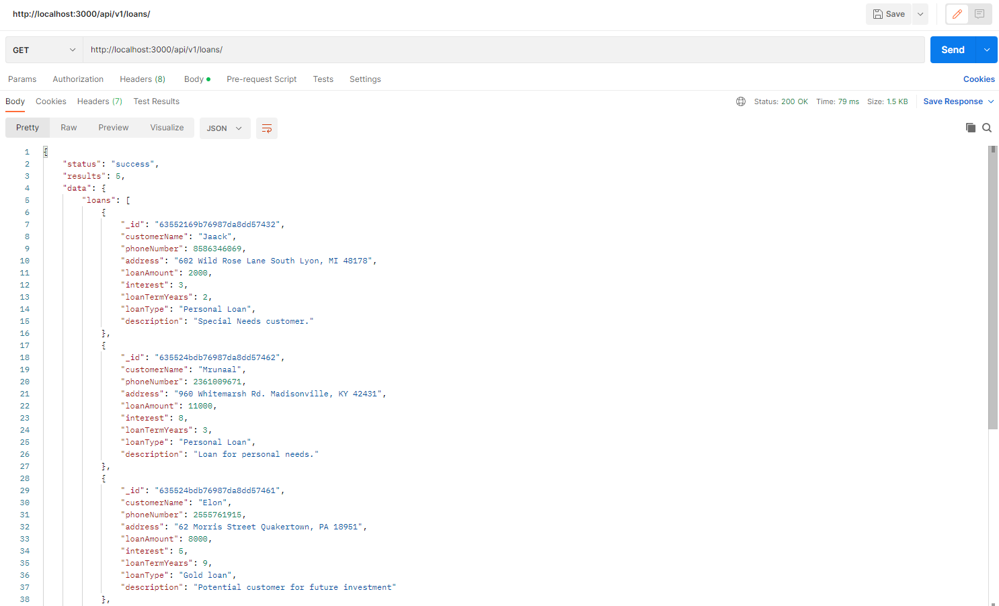 http://localhost:3000/api/v1/loans/
Save
GET
http://localhost:3000/api/v1/loans/
Send
Params Authorization Headers (8) Body Pre-request Script Tests Settings Cookies
Body Cookies Headers (7) Test Results Status: 200 OK Time: 79 ms Size: 1.5 KB Save Response
Pretty Raw Preview Visualize JSON
1 {
2 "status": "success",
3 "results": 5,
4 "data": {
5 "loans": [
6 {
7 "_id": "63552169b76987da8dd57432",
8 "customerName": "Jaack",
9 "phoneNumber": 8586346069,
10 "address": "602 Wild Rose Lane South Lyon, MI 48178",
11 "loanAmount": 2000,
12 "interest": 3,
13 "loanTermYears": 2,
14 "loanType": "Personal Loan",
15 "description": "Special Needs customer."
16 },
17 {
18 "_id": "635524bdb76987da8dd57462",
19 "customerName": "Mrunaal",
20 "phoneNumber": 2361009671,
21 "address": "960 Whitemarsh Rd. Madisonville, KY 42431",
22 "loanAmount": 11000,
23 "interest": 8,
24 "loanTermYears": 3,
25 "loanType": "Personal Loan",
26 "description": "Loan for personal needs."
27 },
28 {
29 "_id": "635524bdb76987da8dd57461",
30 "customerName": "Elon",
31 "phoneNumber": 2555761915,
32 "address": "62 Morris Street Quakertown, PA 18951",
33 "loanAmount": 8000,
34 "interest": 5,
35 "loanTermYears": 9,
36 "loanType": "Gold loan",
37 "description": "Potential customer for future investment"
38 },